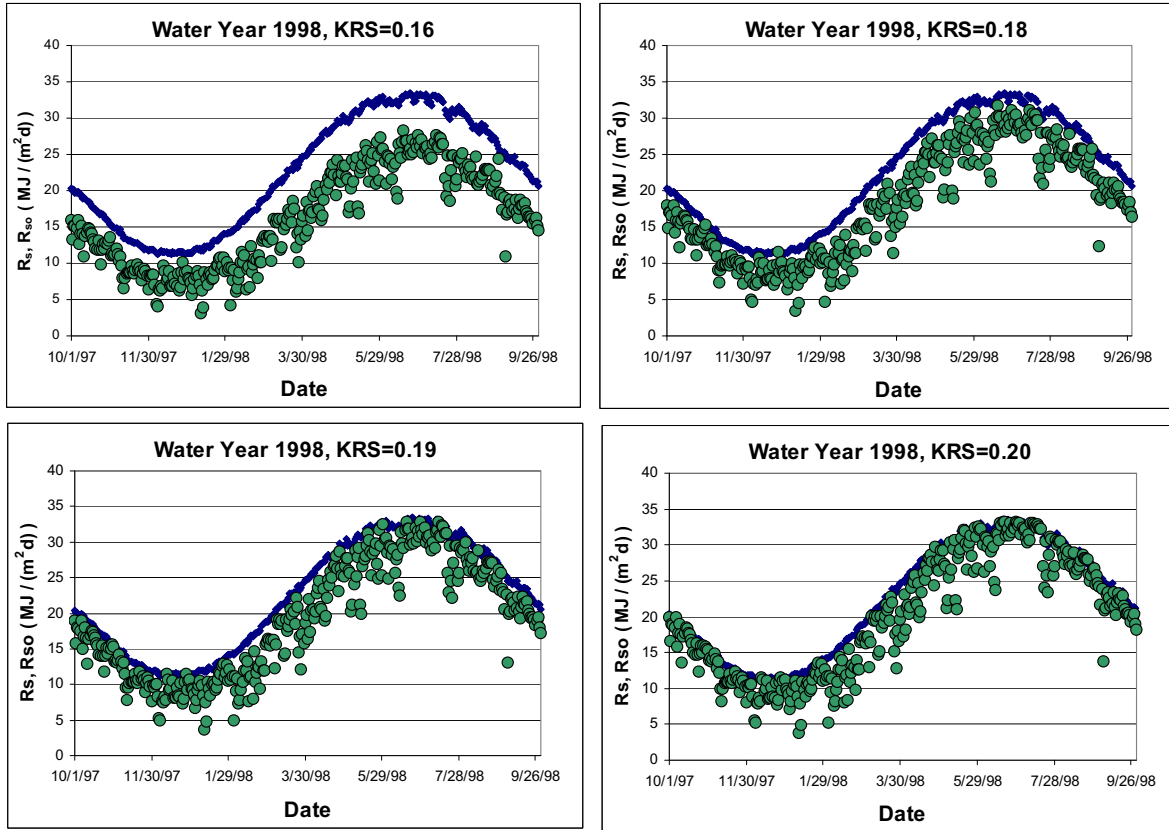 Water Year 1998, KRS=0.16
40
35
30
25
20
15
10
5
0
Rs, Rso ( MJ / (m² d))
10/1/97 11/30/97 1/29/98 3/30/98 5/29/98 7/28/98 9/26/98
Date
Water Year 1998, KRS=0.18
40
35
30
25
20
15
10
5
0
Rs, Rso ( MJ / (m² d))
10/1/97 11/30/97 1/29/98 3/30/98 5/29/98 7/28/98 9/26/98
Date
Water Year 1998, KRS=0.19
40
35
30
25
20
15
10
5
0
Rs, Rso ( MJ / (m² d))
10/1/97 11/30/97 1/29/98 3/30/98 5/29/98 7/28/98 9/26/98
Date
Water Year 1998, KRS=0.20
40
35
30
25
20
15
10
5
0
Rs, Rso ( MJ / (m² d))
10/1/97 11/30/97 1/29/98 3/30/98 5/29/98 7/28/98 9/26/98
Date